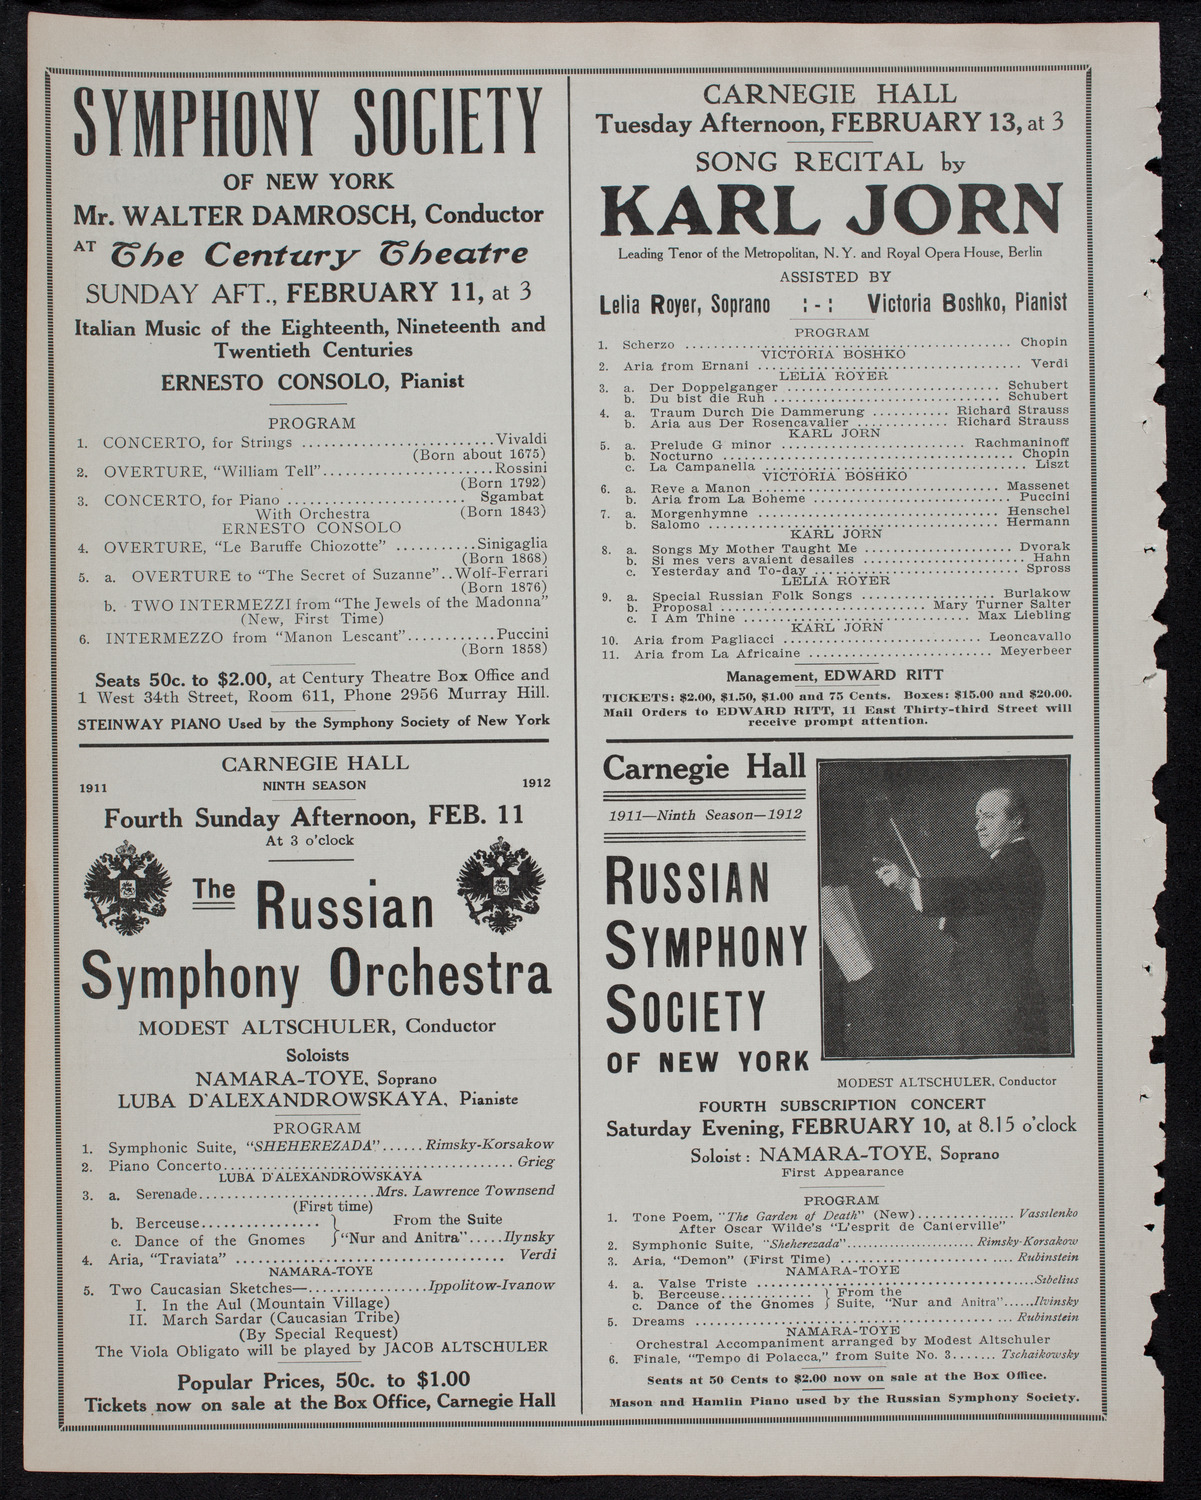 SYMPHONY SOCIETY
OF NEW YORK
Mr. WALTER DAMROSCH, Conductor
AT The Century Theatre
SUNDAY AFT., FEBRUARY 11, at 3
Italian Music of the Eighteenth, Nineteenth and
Twentieth Centuries
ERNESTO CONSOLO, Pianist
PROGRAM
1. CONCERTO, for Strings ........................Vivaldi
(Born about 1675)
2. OVERTURE, "William Tell".....................Rossini
(Born 1792)
3. CONCERTO, for Piano ...................... Sgambat
With Orchestra (Born 1843)
ERNESTO CONSOLO
4. OVERTURE, "Le Baruffe Chiozotte" ..........Sinigaglia
(Born 1868)
5. a. OVERTURE to "The Secret of Suzanne"..Wolf-Ferrari
(Born 1876)
b. TWO INTERMEZZI from "The Jewels of the Madonna"
(New, First Time)
6. INTERMEZZO from "Manon Lescant"...........Puccini
(Born 1858)
Seats 50c. to $2.00, at Century Theatre Box Office and
1 West 34th Street, Room 611, Phone 2956 Murray Hill.
STEINWAY PIANO Used by the Symphony Society of New York
CARNEGIE HALL
1911 NINTH SEASON 1912
Fourth Sunday Afternoon, FEB. 11
At 3 o'clock
The Russian
Symphony Orchestra
MODEST ALTSCHULER, Conductor
Soloists
NAMARA-TOYE, Soprano
LUBA D'ALEXANDROWSKAYA, Pianiste
PROGRAM
1. Symphonic Suite, "SHEHEREZADA"......Rimsky-Korsakow
2. Piano Concerto........................................Grieg
LUBA D'ALEXANDROWSKAYA
3. a. Serenade........................Mrs. Lawrence Townsend
(First time)
b. Berceuse................ } From the Suite
c. Dance of the Gnomes } "Nur and Anitra".....Ilynsky
4. Aria, "Traviata" .................................... Verdi
NAMARA-TOYE
5. Two Caucasian Sketches—................Ippolitow-Ivanow
I. In the Aul (Mountain Village)
II. March Sardar (Caucasian Tribe)
(By Special Request)
The Viola Obligato will be played by JACOB ALTSCHULER
Popular Prices, 50c. to $1.00
Tickets now on sale at the Box Office, Carnegie Hall
CARNEGIE HALL
Tuesday Afternoon, FEBRUARY 13, at 3
SONG RECITAL by
KARL JORN
Leading Tenor of the Metropolitan, N. Y. and Royal Opera House, Berlin
ASSISTED BY
Lelia Royer, Soprano :-: Victoria Boshko, Pianist
PROGRAM
1. Scherzo ............................................ Chopin
VICTORIA BOSHKO
2. Aria from Ernani .................................... Verdi
LELIA ROYER
3. a. Der Doppelganger .............................. Schubert
b. Du bist die Ruh ................................ Schubert
4. a. Traum Durch Die Dammerung ........... Richard Strauss
b. Aria aus Der Rosencavalier ............ Richard Strauss
KARL JORN
5. a. Prelude G minor .......................... Rachmaninoff
b. Nocturno ........................................ Chopin
c. La Campanella .................................... Liszt
VICTORIA BOSHKO
6. a. Reve a Manon .................................. Massenet
b. Aria from La Boheme ............................ Puccini
7. a. Morgenhymne .................................. Henschel
b. Salomo ........................................ Hermann
KARL JORN
8. a. Songs My Mother Taught Me ..................... Dvorak
b. Si mes vers avaient desailes ..................... Hahn
c. Yesterday and To-day ............................ Spross
LELIA ROYER
9. a. Special Russian Folk Songs .................. Burlakow
b. Proposal ............................ Mary Turner Salter
c. I Am Thine ................................ Max Liebling
KARL JORN
10. Aria from Pagliacci ............................ Leoncavallo
11. Aria from La Africaine .......................... Meyerbeer
Management, EDWARD RITT
TICKETS: $2.00, $1.50, $1.00 and 75 Cents. Boxes: $15.00 and $20.00.
Mail Orders to EDWARD RITT, 11 East Thirty-third Street will
receive prompt attention.
Carnegie Hall
1911—Ninth Season—1912
RUSSIAN
SYMPHONY
SOCIETY
OF NEW YORK
MODEST ALTSCHULER, Conductor
FOURTH SUBSCRIPTION CONCERT
Saturday Evening, FEBRUARY 10, at 8.15 o'clock
Soloist: NAMARA-TOYE, Soprano
First Appearance
PROGRAM
1. Tone Poem, "The Garden of Death" (New).............. Vassilenko
After Oscar Wilde's "L'esprit de Canterville"
2. Symphonic Suite, "Sheherezada"..................... Rimsky-Korsakow
3. Aria, "Demon" (First Time) .......................... Rubinstein
NAMARA-TOYE
4. a. Valse Triste ........................................Sibelius
b. Berceuse............. } From the
c. Dance of the Gnomes } Suite, "Nur and Anitra".....Ilvinsky
5. Dreams ............................................. Rubinstein
NAMARA-TOYE
Orchestral Accompaniment arranged by Modest Altschuler
6. Finale, "Tempo di Polacca," from Suite No. 3....... Tschaikowsky
Seats at 50 Cents to $2.00 now on sale at the Box Office.
Mason and Hamlin Piano used by the Russian Symphony Society.